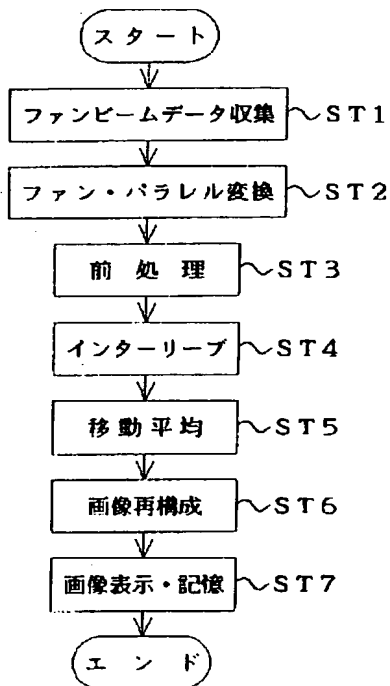 スタート
ファンビームデータ収集 ST1
ファン・パラレル変換 ST2
前処理 ST3
インターリーブ ST4
移動平均 ST5
画像再構成 ST6
画像表示・記憶 ST7
エンド